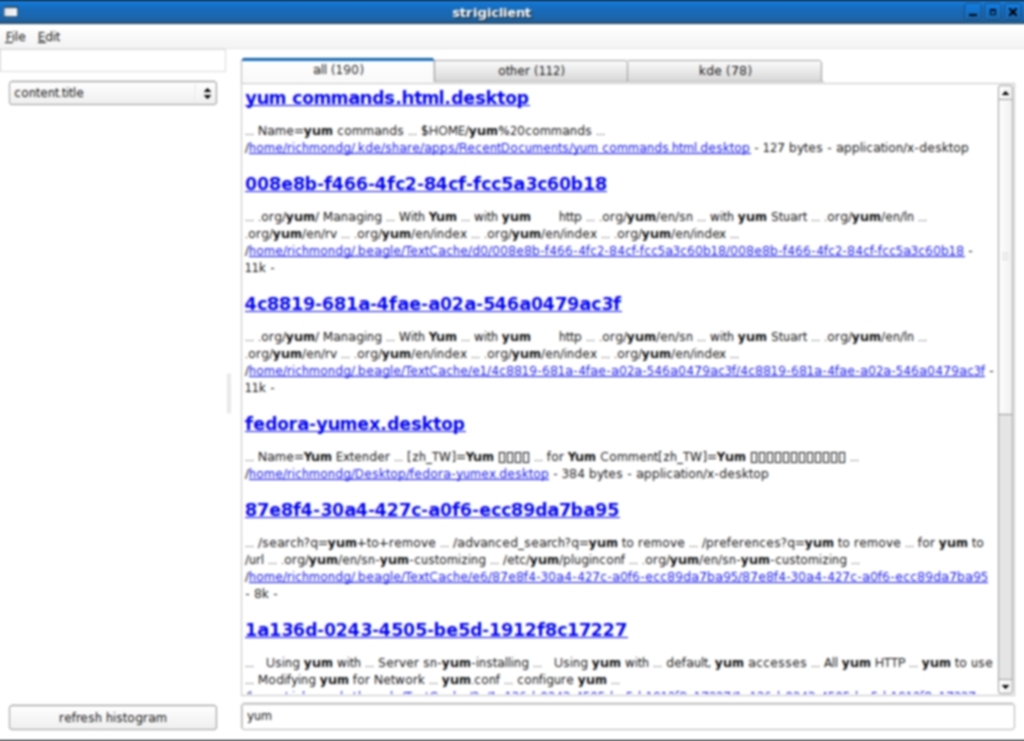 strigiclient
File Edit
content.title
all (190) other (112) kde (78)
yum commands.html.desktop
... Name=yum commands ... $HOME/yum%20commands ...
/home/richmondg/.kde/share/apps/RecentDocuments/yum commands.html.desktop - 127 bytes - application/x-desktop
008e8b-f466-4fc2-84cf-fcc5a3c60b18
... .org/yum/ Managing ... With Yum ... with yum http ... .org/yum/en/sn ... with yum Stuart ... .org/yum/en/ln ...
.org/yum/en/rv ... .org/yum/en/index ... .org/yum/en/index ... .org/yum/en/index ...
/home/richmondg/.beagle/TextCache/d0/008e8b-f466-4fc2-84cf-fcc5a3c60b18/008e8b-f466-4fc2-84cf-fcc5a3c60b18 -
11k -
4c8819-681a-4fae-a02a-546a0479ac3f
... .org/yum/ Managing ... With Yum ... with yum http ... .org/yum/en/sn ... with yum Stuart ... .org/yum/en/ln ...
.org/yum/en/rv ... .org/yum/en/index ... .org/yum/en/index ... .org/yum/en/index ...
/home/richmondg/.beagle/TextCache/e1/4c8819-681a-4fae-a02a-546a0479ac3f/4c8819-681a-4fae-a02a-546a0479ac3f -
11k -
fedora-yumex.desktop
... Name=Yum Extender ... [zh_TW]=Yum ▯▯▯▯ ... for Yum Comment[zh_TW]=Yum ▯▯▯▯▯▯▯▯▯▯▯▯ ...
/home/richmondg/Desktop/fedora-yumex.desktop - 384 bytes - application/x-desktop
87e8f4-30a4-427c-a0f6-ecc89da7ba95
... /search?q=yum+to+remove ... /advanced_search?q=yum to remove ... /preferences?q=yum to remove ... for yum to
/url ... .org/yum/en/sn-yum-customizing ... /etc/yum/pluginconf ... .org/yum/en/sn-yum-customizing ...
/home/richmondg/.beagle/TextCache/e6/87e8f4-30a4-427c-a0f6-ecc89da7ba95/87e8f4-30a4-427c-a0f6-ecc89da7ba95
- 8k -
1a136d-0243-4505-be5d-1912f8c17227
... Using yum with ... Server sn-yum-installing ... Using yum with ... default, yum accesses ... All yum HTTP ... yum to use
... Modifying yum for Network ... yum.conf ... configure yum ...
refresh histogram
yum